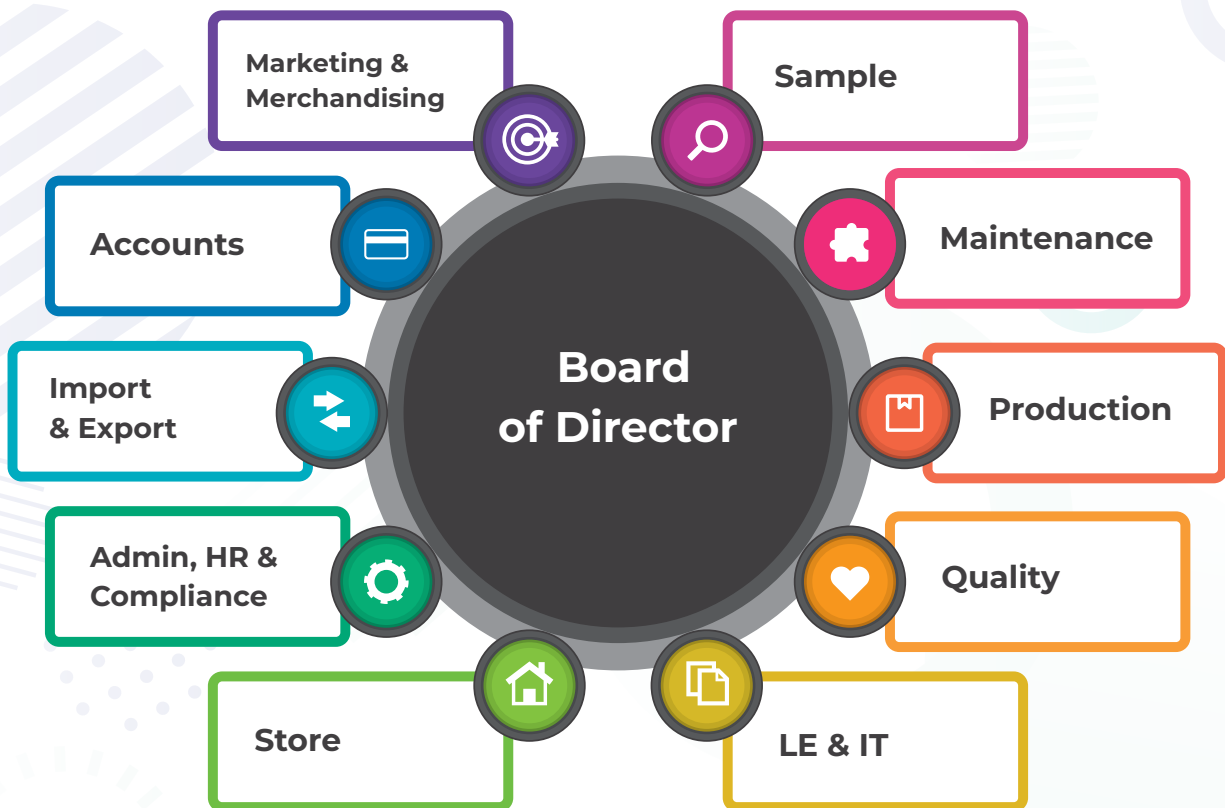 Marketing &
Merchandising
Sample
Accounts
Maintenance
Import
& Export
Board
of Director
Production
Admin, HR &
Compliance
Quality
Store
LE & IT